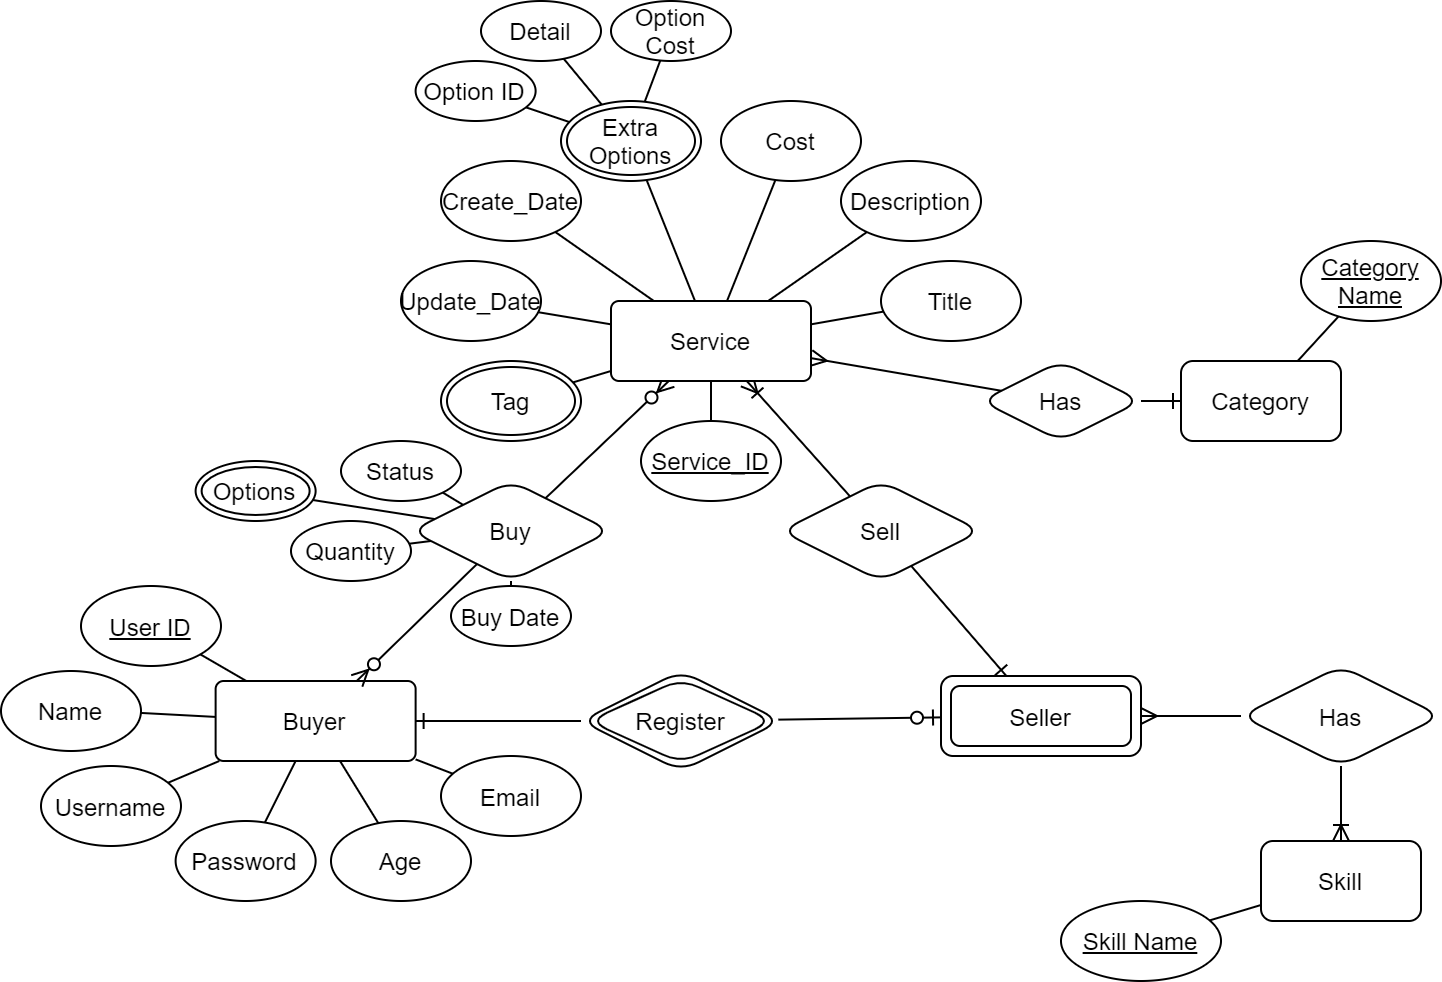 Detail
Option
Cost
Option ID
Extra
Options
Cost
Create_Date
Description
Category
Name
Update_Date
Title
Service
Tag
Has
Category
Service_ID
Status
Options
Buy
Sell
Quantity
Buy Date
User ID
Name
Buyer
Register
Seller
Has
Username
Email
Password
Age
Skill
Skill Name